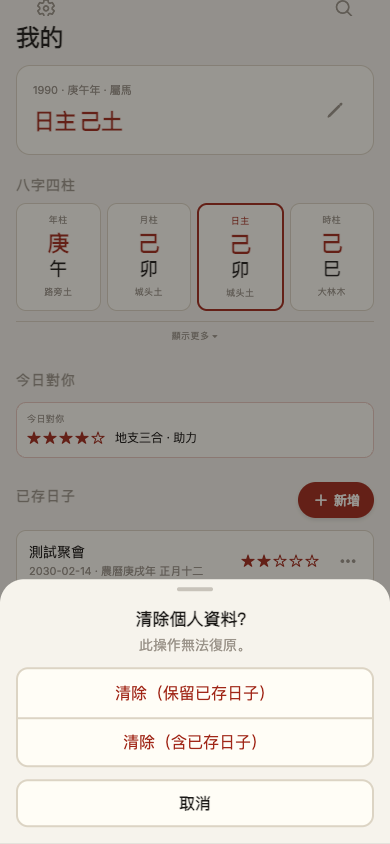 我的
1990 · 庚午年 · 屬馬
日主 己土
八字四柱
年柱 月柱 日主 時柱
庚 己 己 己
午 卯 卯 巳
路旁土 城头土 城头土 大林木
顯示更多
今日對你
今日對你
★★★★☆ 地支三合 · 助力
已存日子
+ 新增
測試聚會
2030-02-14 · 農曆庚戌年 正月十二
★★☆☆☆
清除個人資料?
此操作無法復原。
清除（保留已存日子）
清除（含已存日子）
取消